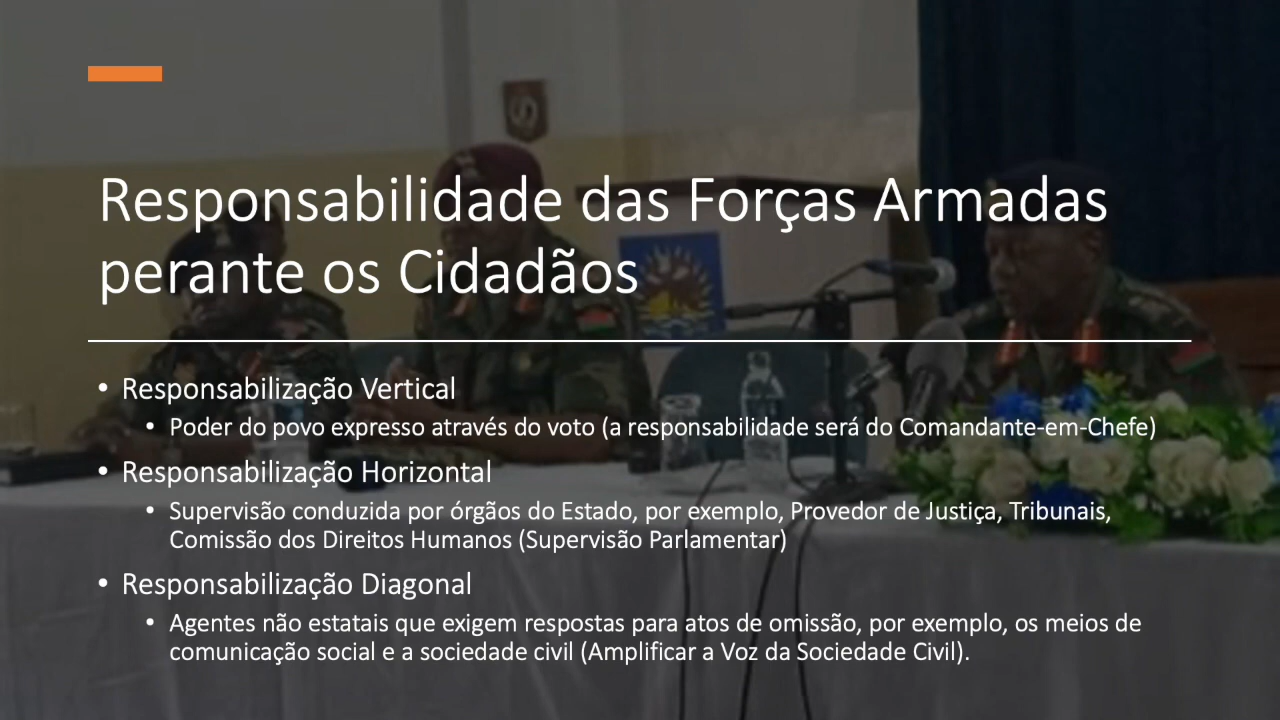 Responsabilidade das Forças Armadas
perante os Cidadãos
• Responsabilização Vertical
• Poder do povo expresso através do voto (a responsabilidade será do Comandante-em-Chefe)
• Responsabilização Horizontal
• Supervisão conduzida por órgãos do Estado, por exemplo, Provedor de Justiça, Tribunais,
Comissão dos Direitos Humanos (Supervisão Parlamentar)
• Responsabilização Diagonal
• Agentes não estatais que exigem respostas para atos de omissão, por exemplo, os meios de
comunicação social e a sociedade civil (Amplificar a Voz da Sociedade Civil).